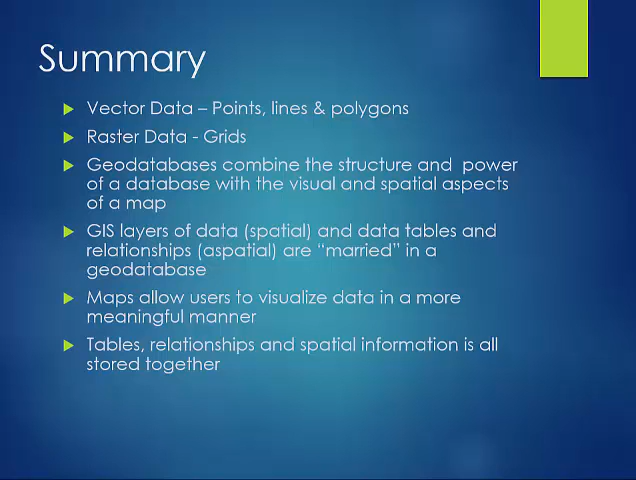 Summary
Vector Data – Points, lines & polygons
Raster Data - Grids
Geodatabases combine the structure and power
of a database with the visual and spatial aspects
of a map
GIS layers of data (spatial) and data tables and
relationships (aspatial) are “married” in a
geodatabase
Maps allow users to visualize data in a more
meaningful manner
Tables, relationships and spatial information is all
stored together